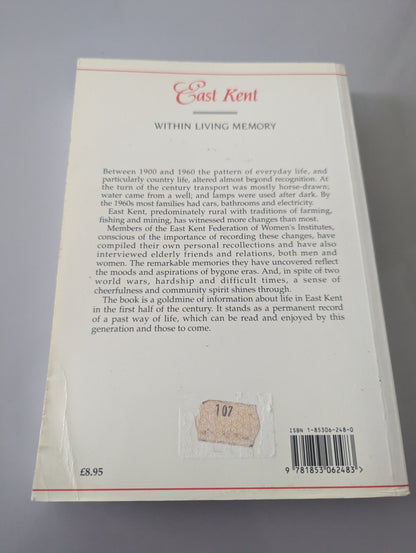 East Kent
WITHIN LIVING MEMORY
Between 1900 and 1960 the pattern of everyday life, and
particularly country life, altered almost beyond recognition. At
the turn of the century transport was mostly horse-drawn;
water came from a well; and lamps were used after dark. By
the 1960s most families had cars, bathrooms and electricity.
East Kent, predominately rural with traditions of farming,
fishing and mining, has witnessed more changes than most.
Members of the East Kent Federation of Women's Institutes,
conscious of the importance of recording these changes, have
compiled their own personal recollections and have also
interviewed elderly friends and relations, both men and
women. The remarkable memories they have uncovered reflect
the moods and aspirations of bygone eras. And, in spite of two
world wars, hardship and difficult times, a sense of
cheerfulness and community spirit shines through.
The book is a goldmine of information about life in East Kent
in the first half of the century. It stands as a permanent record
of a past way of life, which can be read and enjoyed by this
generation and those to come.
107
ISBN 1-85306-248-0
9 781853 062483 >
£8.95